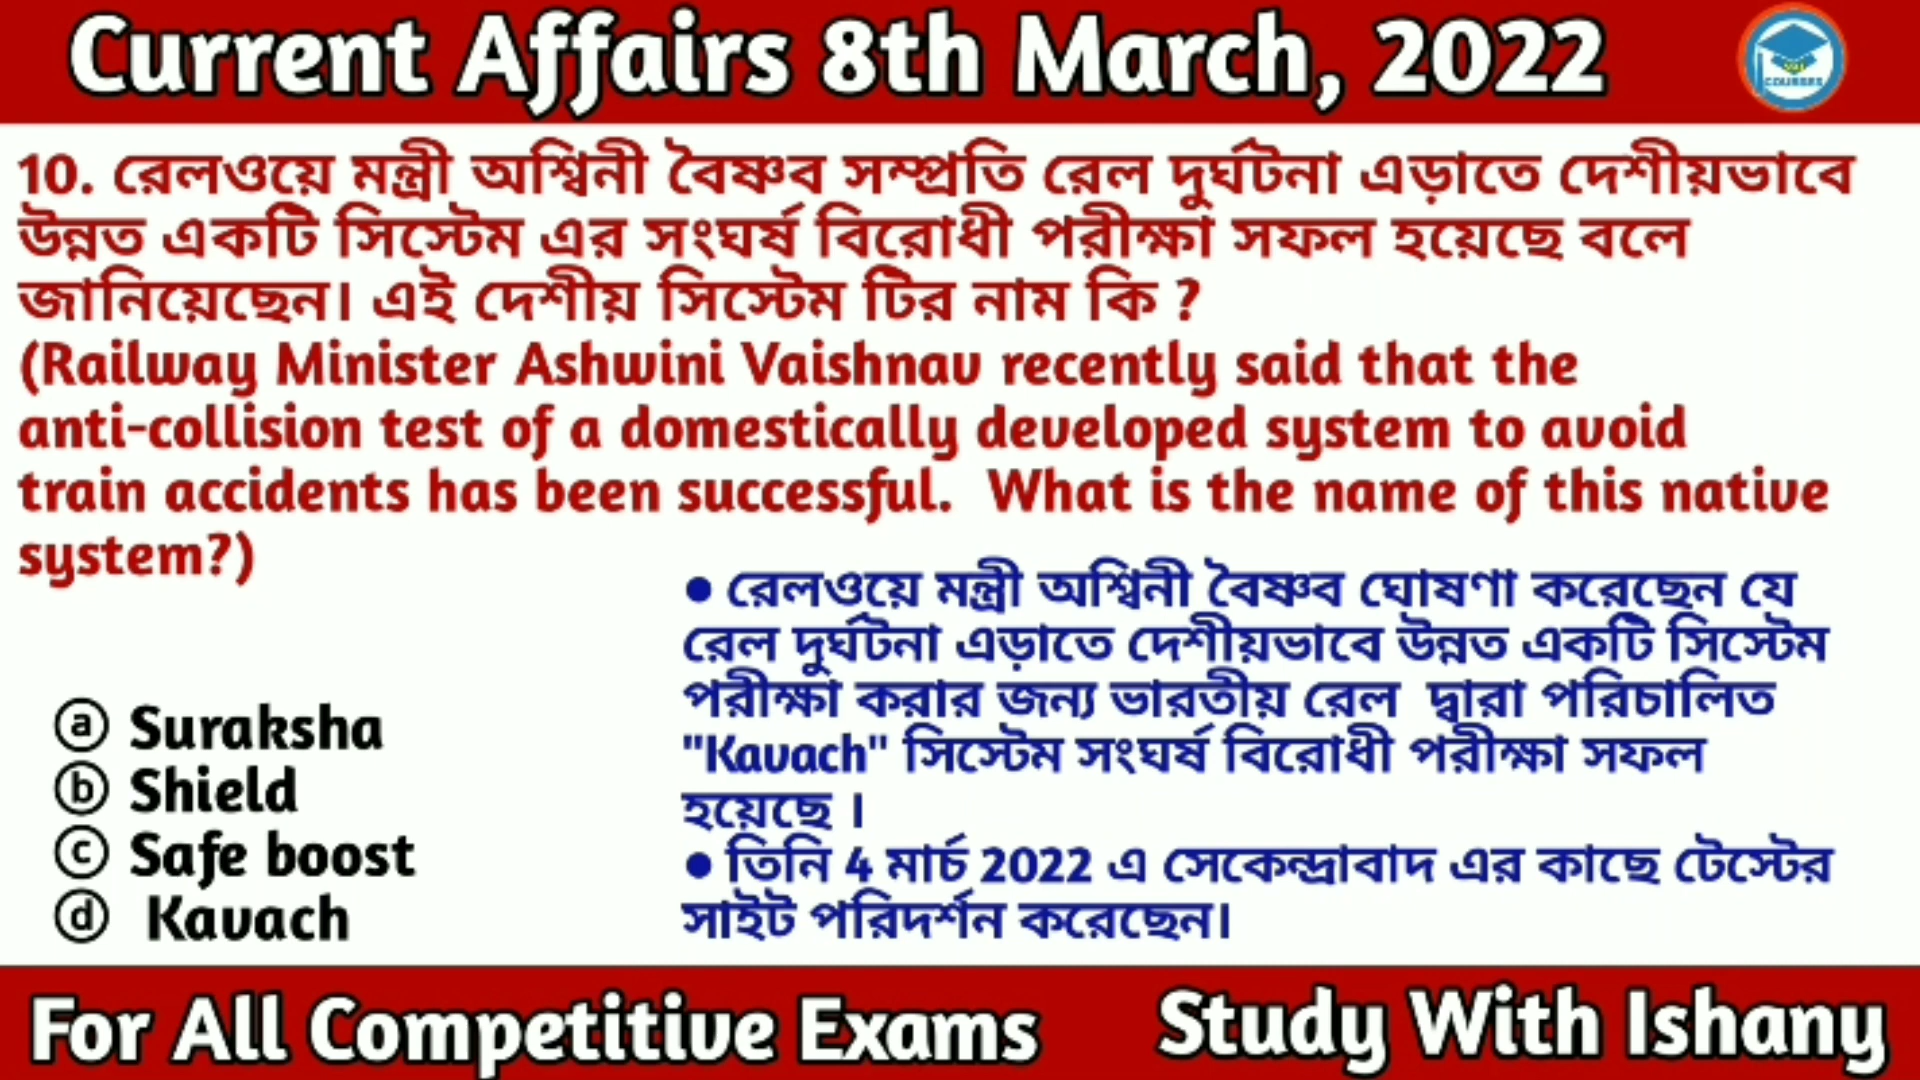 Current Affairs 8th March, 2022
COURSES
10. রেলওয়ে মন্ত্রী অশ্বিনী বৈষ্ণব সম্প্রতি রেল দুর্ঘটনা এড়াতে দেশীয়ভাবে
উন্নত একটি সিস্টেম এর সংঘর্ষ বিরোধী পরীক্ষা সফল হয়েছে বলে
জানিয়েছেন। এই দেশীয় সিস্টেম টির নাম কি ?
(Railway Minister Ashwini Vaishnav recently said that the
anti-collision test of a domestically developed system to avoid
train accidents has been successful. What is the name of this native
system?)
ⓐ Suraksha
ⓑ Shield
ⓒ Safe boost
ⓓ Kavach
● রেলওয়ে মন্ত্রী অশ্বিনী বৈষ্ণব ঘোষণা করেছেন যে
রেল দুর্ঘটনা এড়াতে দেশীয়ভাবে উন্নত একটি সিস্টেম
পরীক্ষা করার জন্য ভারতীয় রেল দ্বারা পরিচালিত
"Kavach" সিস্টেম সংঘর্ষ বিরোধী পরীক্ষা সফল
হয়েছে ।
● তিনি 4 মার্চ 2022 এ সেকেন্দ্রাবাদ এর কাছে টেস্টের
সাইট পরিদর্শন করেছেন।
For All Competitive Exams Study With Ishany